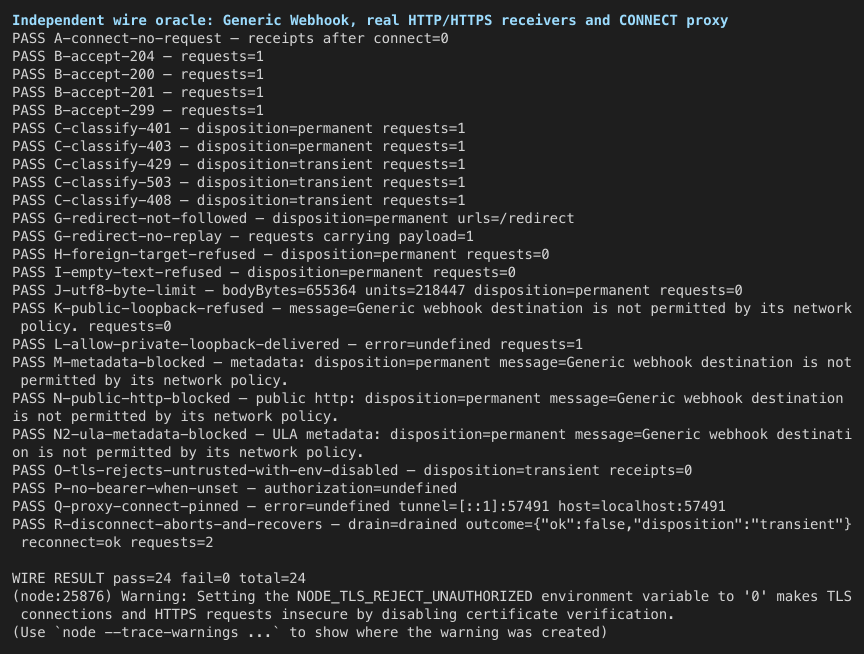 Independent wire oracle: Generic Webhook, real HTTP/HTTPS receivers and CONNECT proxy
PASS A-connect-no-request — receipts after connect=0
PASS B-accept-204 — requests=1
PASS B-accept-200 — requests=1
PASS B-accept-201 — requests=1
PASS B-accept-299 — requests=1
PASS C-classify-401 — disposition=permanent requests=1
PASS C-classify-403 — disposition=permanent requests=1
PASS C-classify-429 — disposition=transient requests=1
PASS C-classify-503 — disposition=transient requests=1
PASS C-classify-408 — disposition=transient requests=1
PASS G-redirect-not-followed — disposition=permanent urls=/redirect
PASS G-redirect-no-replay — requests carrying payload=1
PASS H-foreign-target-refused — disposition=permanent requests=0
PASS I-empty-text-refused — disposition=permanent requests=0
PASS J-utf8-byte-limit — bodyBytes=655364 units=218447 disposition=permanent requests=0
PASS K-public-loopback-refused — message=Generic webhook destination is not permitted by its network
 policy. requests=0
PASS L-allow-private-loopback-delivered — error=undefined requests=1
PASS M-metadata-blocked — metadata: disposition=permanent message=Generic webhook destination is not
 permitted by its network policy.
PASS N-public-http-blocked — public http: disposition=permanent message=Generic webhook destination
is not permitted by its network policy.
PASS N2-ula-metadata-blocked — ULA metadata: disposition=permanent message=Generic webhook destinati
on is not permitted by its network policy.
PASS O-tls-rejects-untrusted-with-env-disabled — disposition=transient receipts=0
PASS P-no-bearer-when-unset — authorization=undefined
PASS Q-proxy-connect-pinned — error=undefined tunnel=[::1]:57491 host=localhost:57491
PASS R-disconnect-aborts-and-recovers — drain=drained outcome={"ok":false,"disposition":"transient"}
 reconnect=ok requests=2

WIRE RESULT pass=24 fail=0 total=24
(node:25876) Warning: Setting the NODE_TLS_REJECT_UNAUTHORIZED environment variable to '0' makes TLS
 connections and HTTPS requests insecure by disabling certificate verification.
(Use `node --trace-warnings ...` to show where the warning was created)